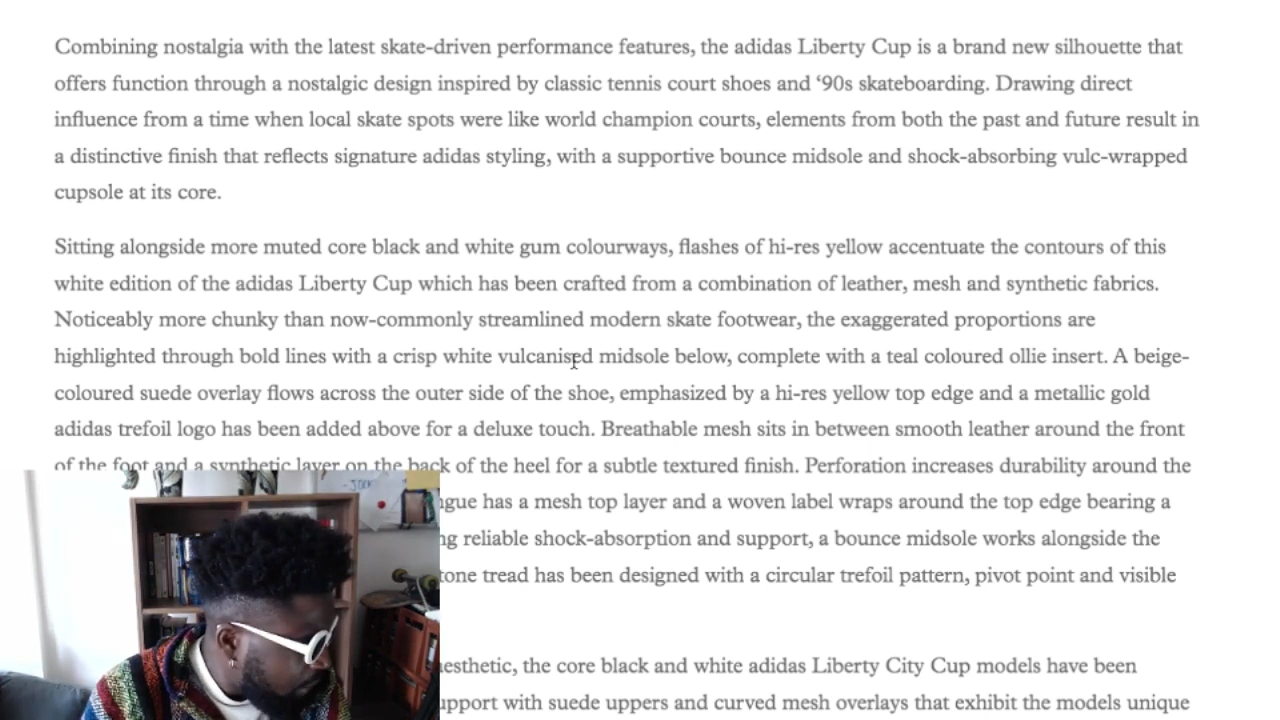 Combining nostalgia with the latest skate-driven performance features, the adidas Liberty Cup is a brand new silhouette that
offers function through a nostalgic design inspired by classic tennis court shoes and ‘90s skateboarding. Drawing direct
influence from a time when local skate spots were like world champion courts, elements from both the past and future result in
a distinctive finish that reflects signature adidas styling, with a supportive bounce midsole and shock-absorbing vulc-wrapped
cupsole at its core.
Sitting alongside more muted core black and white gum colourways, flashes of hi-res yellow accentuate the contours of this
white edition of the adidas Liberty Cup which has been crafted from a combination of leather, mesh and synthetic fabrics.
Noticeably more chunky than now-commonly streamlined modern skate footwear, the exaggerated proportions are
highlighted through bold lines with a crisp white vulcanised midsole below, complete with a teal coloured ollie insert. A beige-
coloured suede overlay flows across the outer side of the shoe, emphasized by a hi-res yellow top edge and a metallic gold
adidas trefoil logo has been added above for a deluxe touch. Breathable mesh sits in between smooth leather around the front
of the foot and a synthetic layer on the back of the heel for a subtle textured finish. Perforation increases durability around the
has a mesh top layer and a woven label wraps around the top edge bearing a
reliable shock-absorption and support, a bounce midsole works alongside the
tread has been designed with a circular trefoil pattern, pivot point and visible
the core black and white adidas Liberty City Cup models have been
with suede uppers and curved mesh overlays that exhibit the models unique